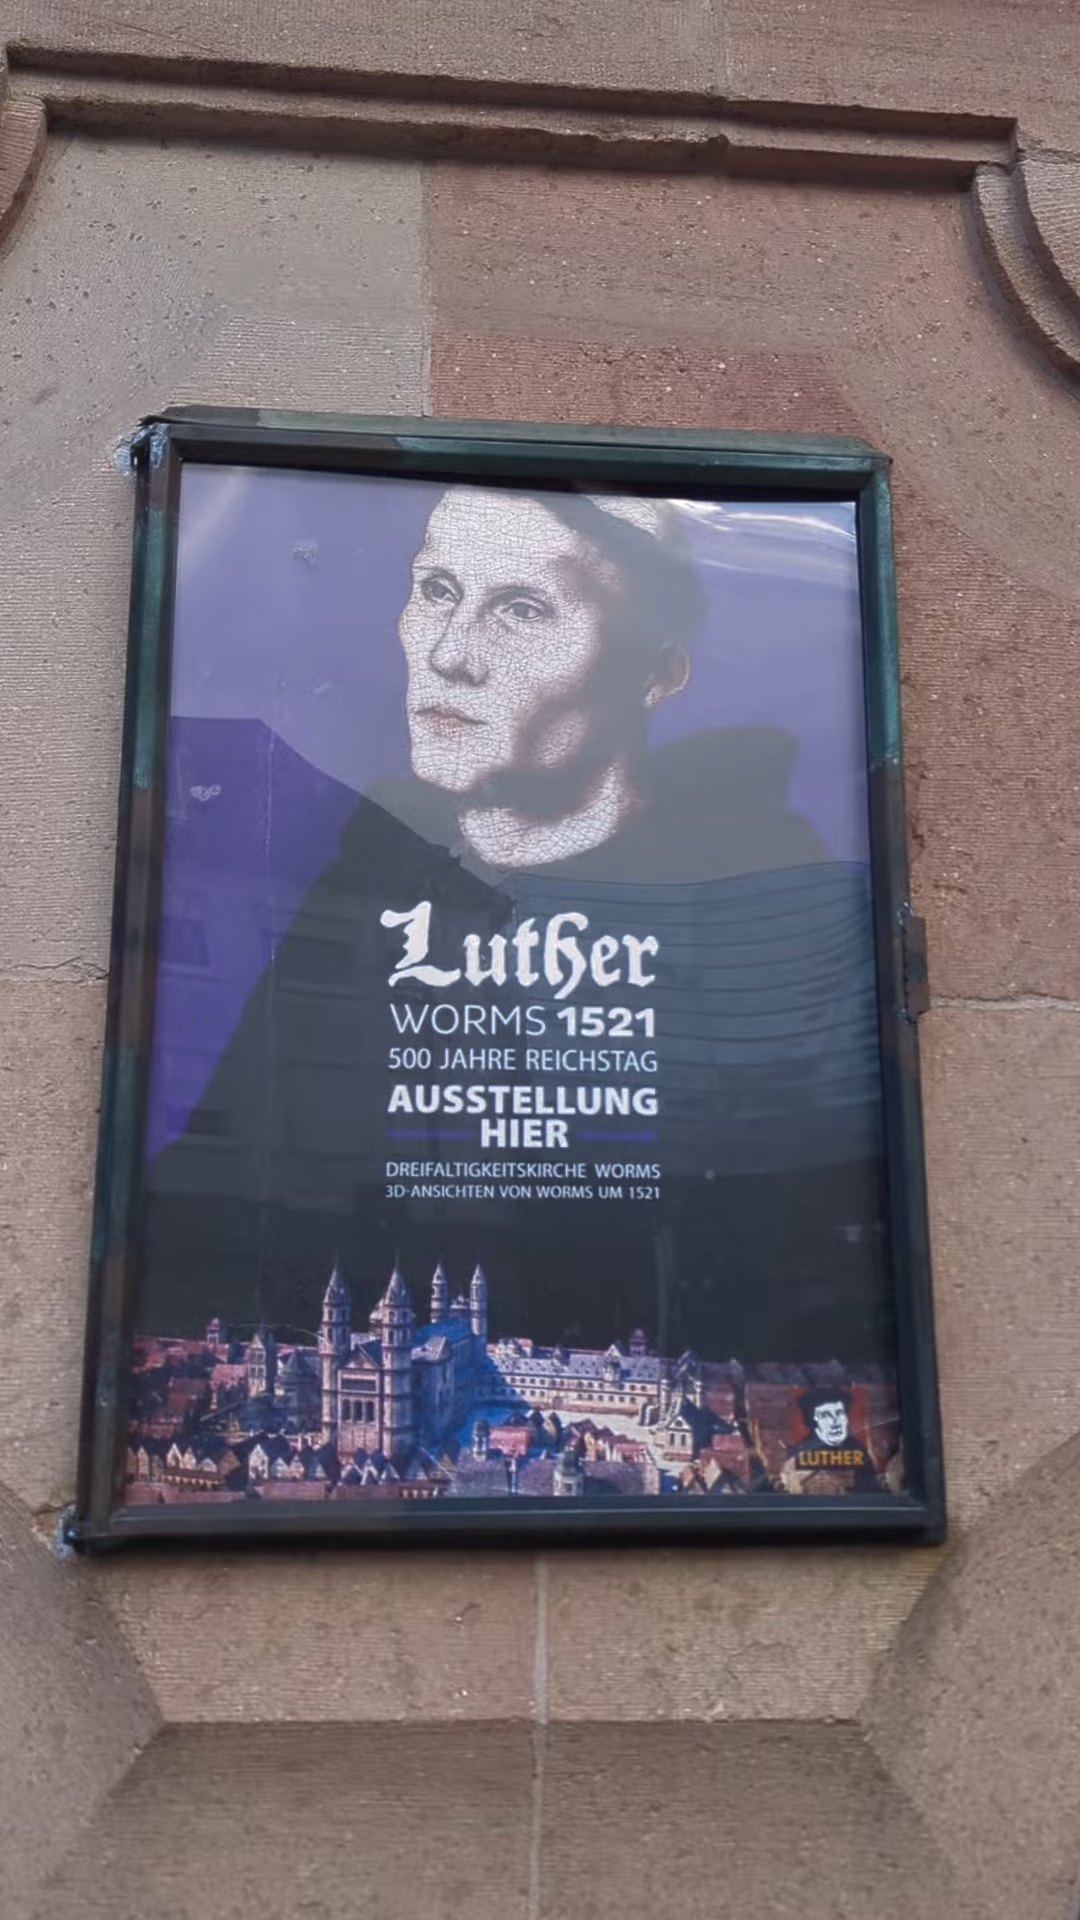 Luther
WORMS 1521
500 JAHRE REICHSTAG
AUSSTELLUNG
HIER
DREIFALTIGKEITSKIRCHE WORMS
3D-ANSICHTEN VON WORMS UM 1521
LUTHER